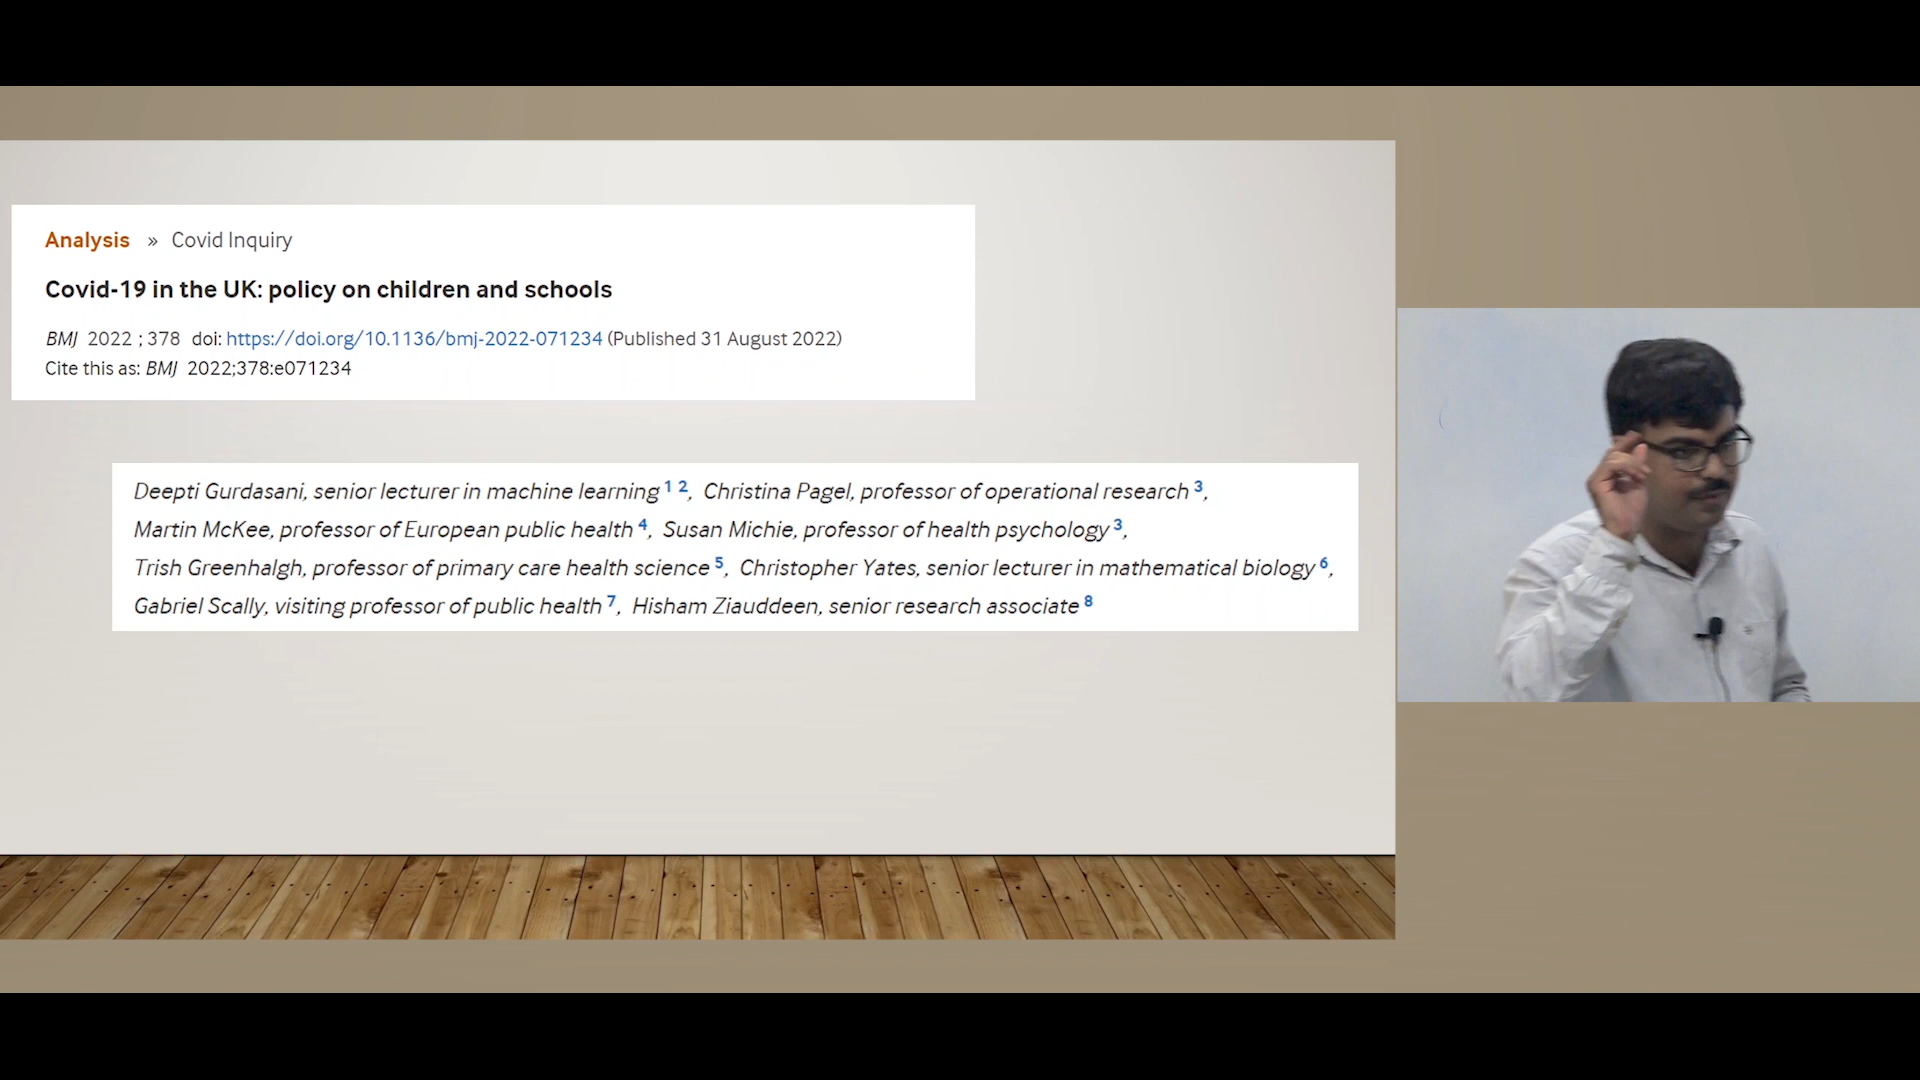 Analysis » Covid Inquiry
Covid-19 in the UK: policy on children and schools
BMJ 2022 ; 378 doi: https://doi.org/10.1136/bmj-2022-071234 (Published 31 August 2022)
Cite this as: BMJ 2022;378:e071234
Deepti Gurdasani, senior lecturer in machine learning 1 2, Christina Pagel, professor of operational research 3,
Martin McKee, professor of European public health 4, Susan Michie, professor of health psychology 3,
Trish Greenhalgh, professor of primary care health science 5, Christopher Yates, senior lecturer in mathematical biology 6,
Gabriel Scally, visiting professor of public health 7, Hisham Ziauddeen, senior research associate 8